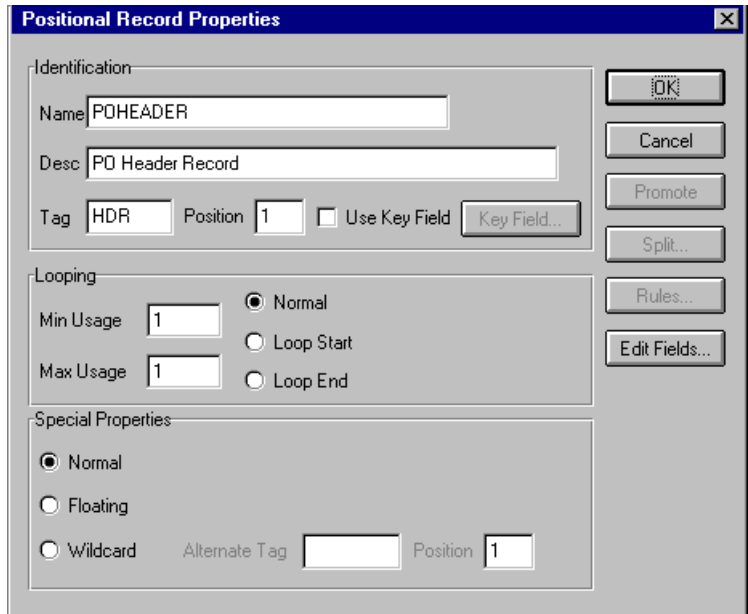 Positional Record Properties
Identification
Name POHEADER
Desc PO Header Record
Tag HDR Position 1 Use Key Field Key Field...
OK
Cancel
Promote
Split...
Rules...
Edit Fields...
Looping
Min Usage 1
Max Usage 1
Normal
Loop Start
Loop End
Special Properties
Normal
Floating
Wildcard Alternate Tag Position 1